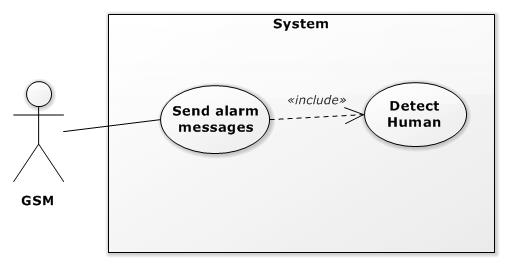 System
«include»
Send alarm
messages
Detect
Human
GSM